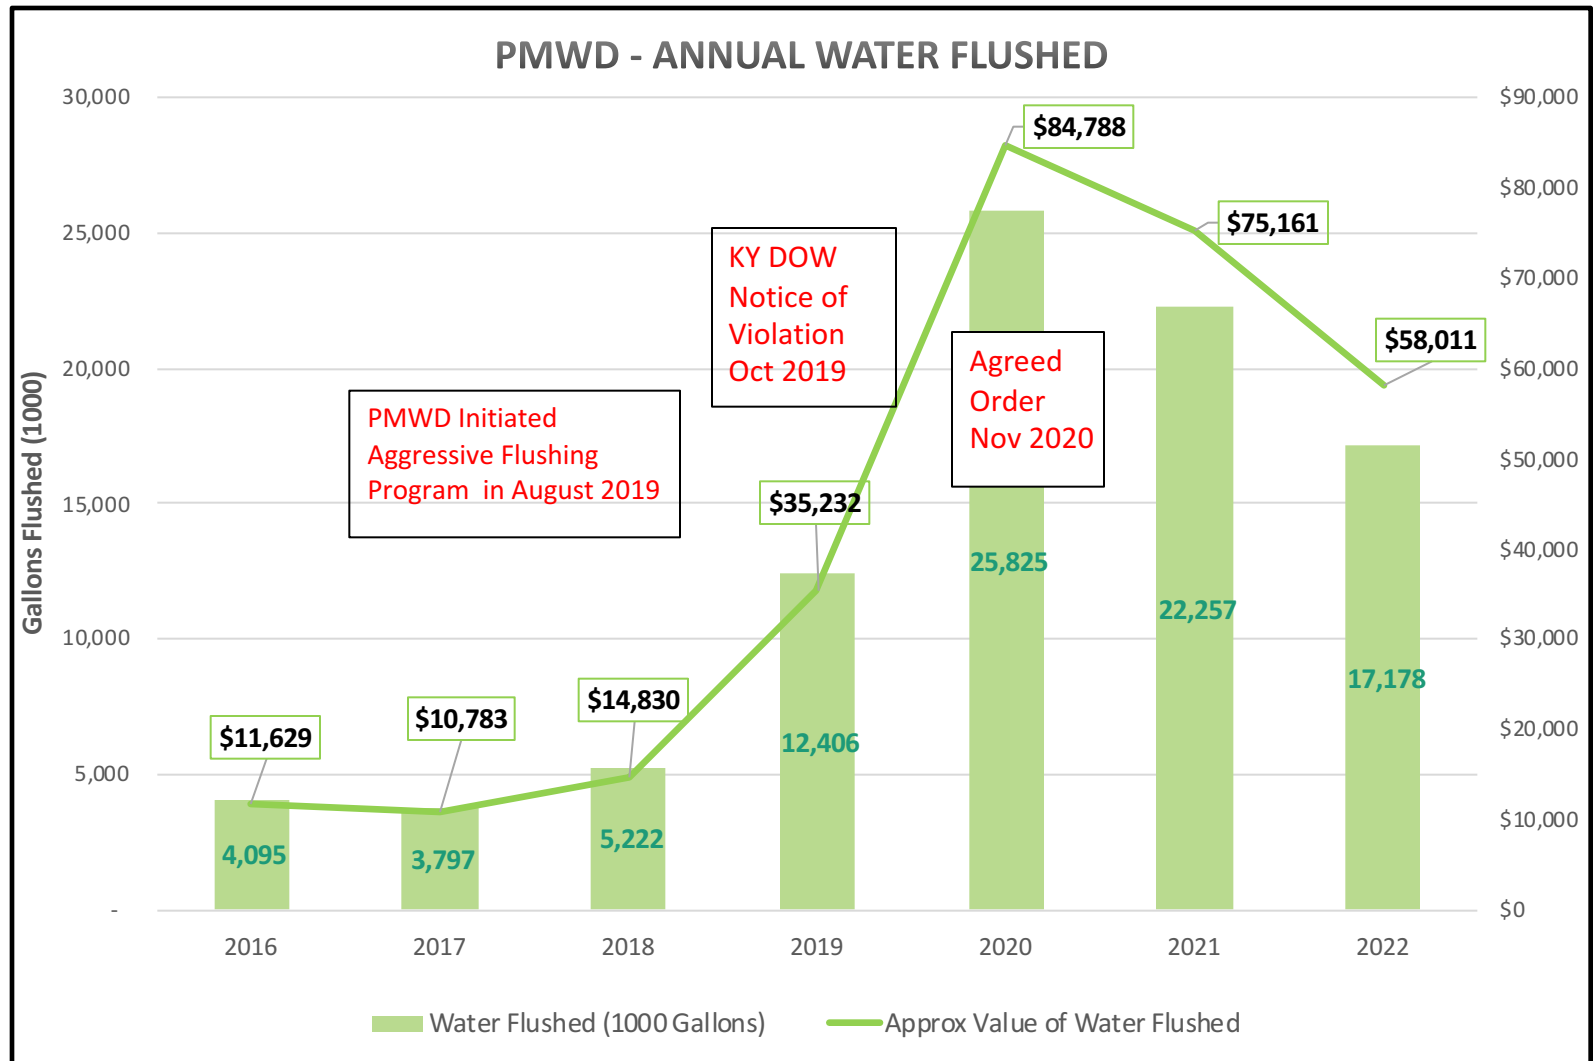 PMWD - ANNUAL WATER FLUSHED
Gallons Flushed (1000)
30,000
25,000
20,000
15,000
10,000
5,000
-
$90,000
$80,000
$70,000
$60,000
$50,000
$40,000
$30,000
$20,000
$10,000
$0
PMWD Initiated
Aggressive Flushing
Program in August 2019
KY DOW
Notice of
Violation
Oct 2019
Agreed
Order
Nov 2020
$11,629
$10,783
$14,830
$35,232
$84,788
$75,161
$58,011
4,095
3,797
5,222
12,406
25,825
22,257
17,178
2016
2017
2018
2019
2020
2021
2022
Water Flushed (1000 Gallons)
Approx Value of Water Flushed